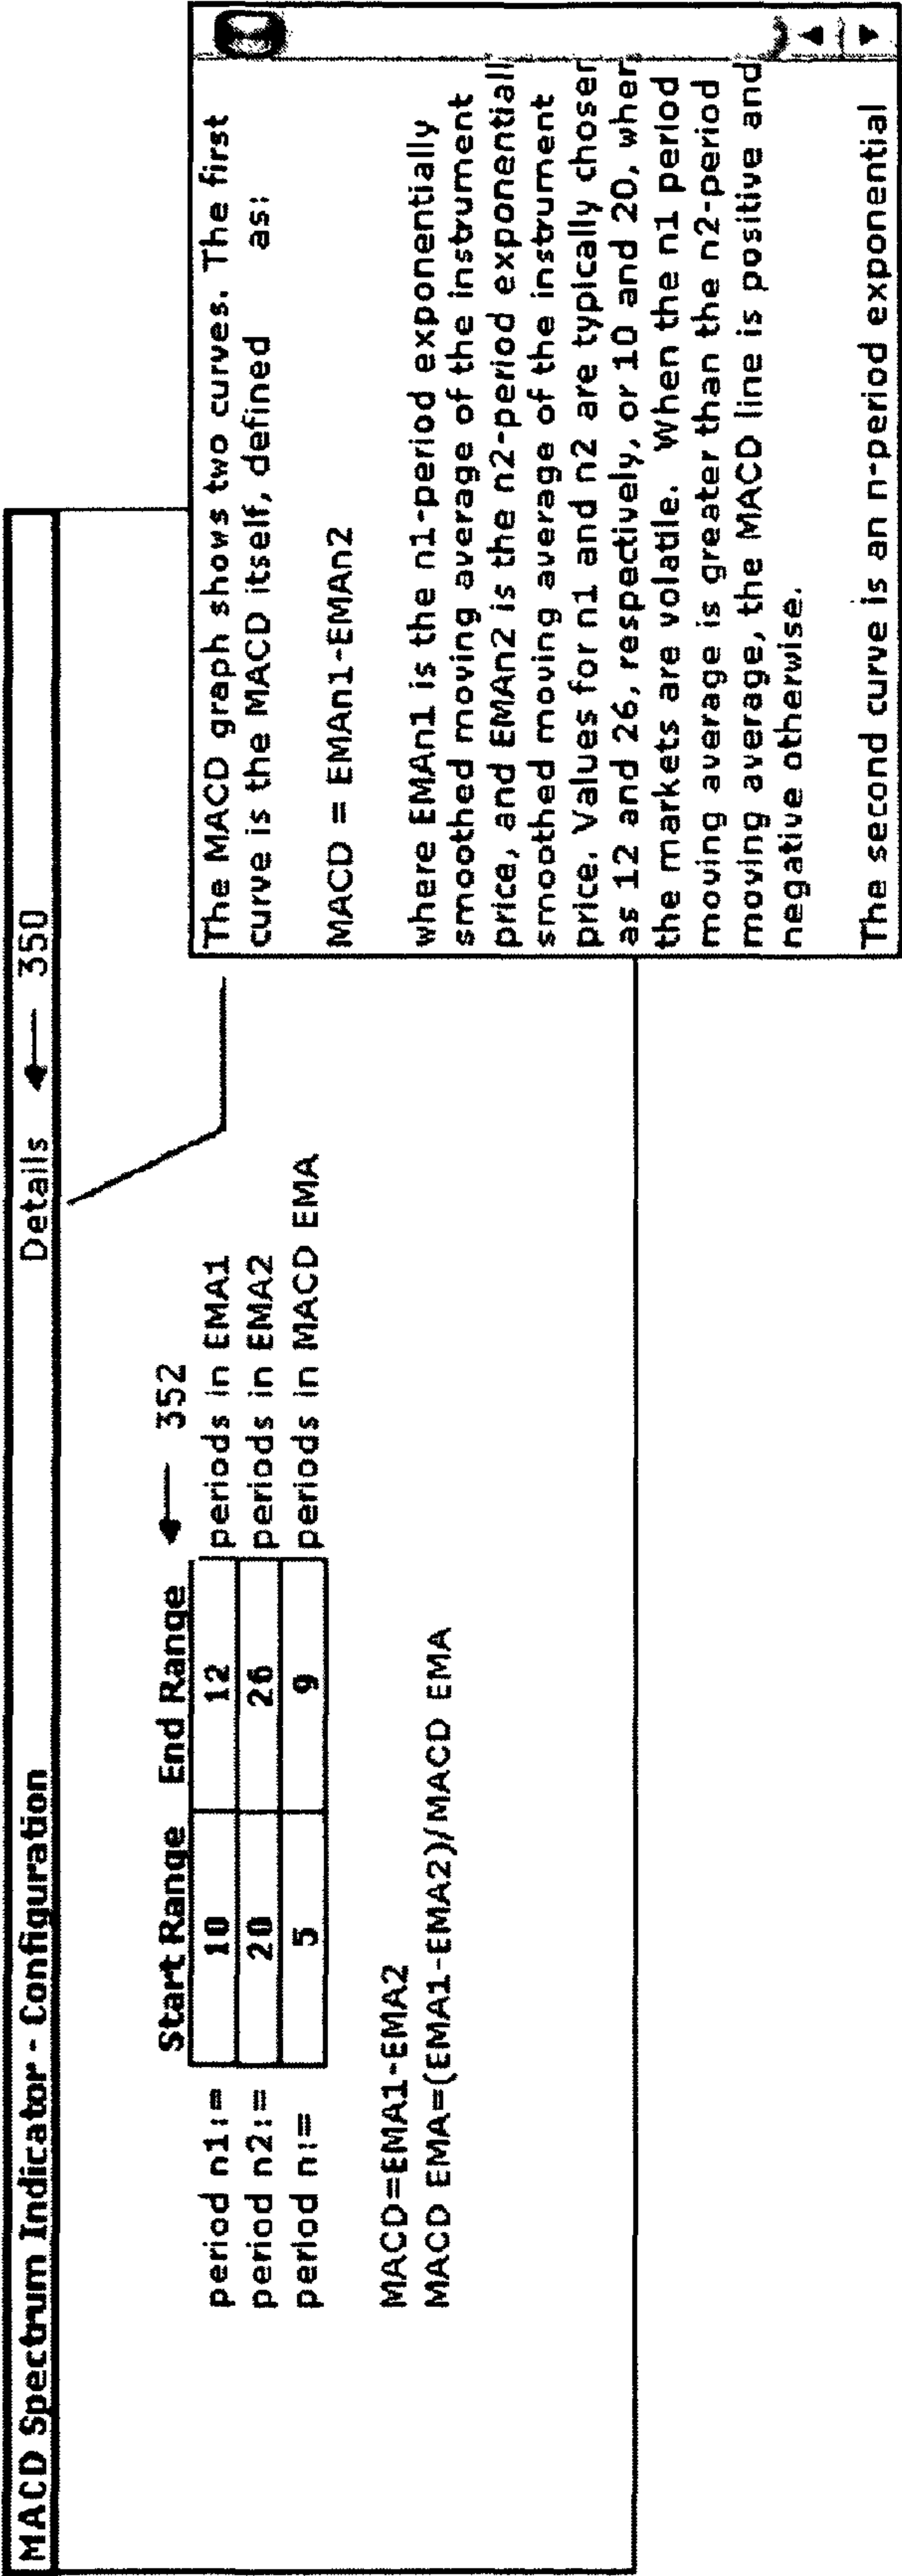 MACD Spectrum Indicator - Configuration
Details 350
Start Range End Range 352
period n1:= 10 12 periods in EMA1
period n2:= 20 26 periods in EMA2
period n:= 5 9 periods in MACD EMA
MACD=EMA1-EMA2
MACD EMA=(EMA1-EMA2)/MACD EMA
The MACD graph shows two curves. The first
curve is the MACD itself, defined as:
MACD = EMAn1-EMAn2
where EMAn1 is the n1-period exponentially
smoothed moving average of the instrument
price, and EMAn2 is the n2-period exponentiall
smoothed moving average of the instrument
price. Values for n1 and n2 are typically choser
as 12 and 26, respectively, or 10 and 20, wher
the markets are volatile. When the n1 period
moving average is greater than the n2-period
moving average, the MACD line is positive and
negative otherwise.
The second curve is an n-period exponential